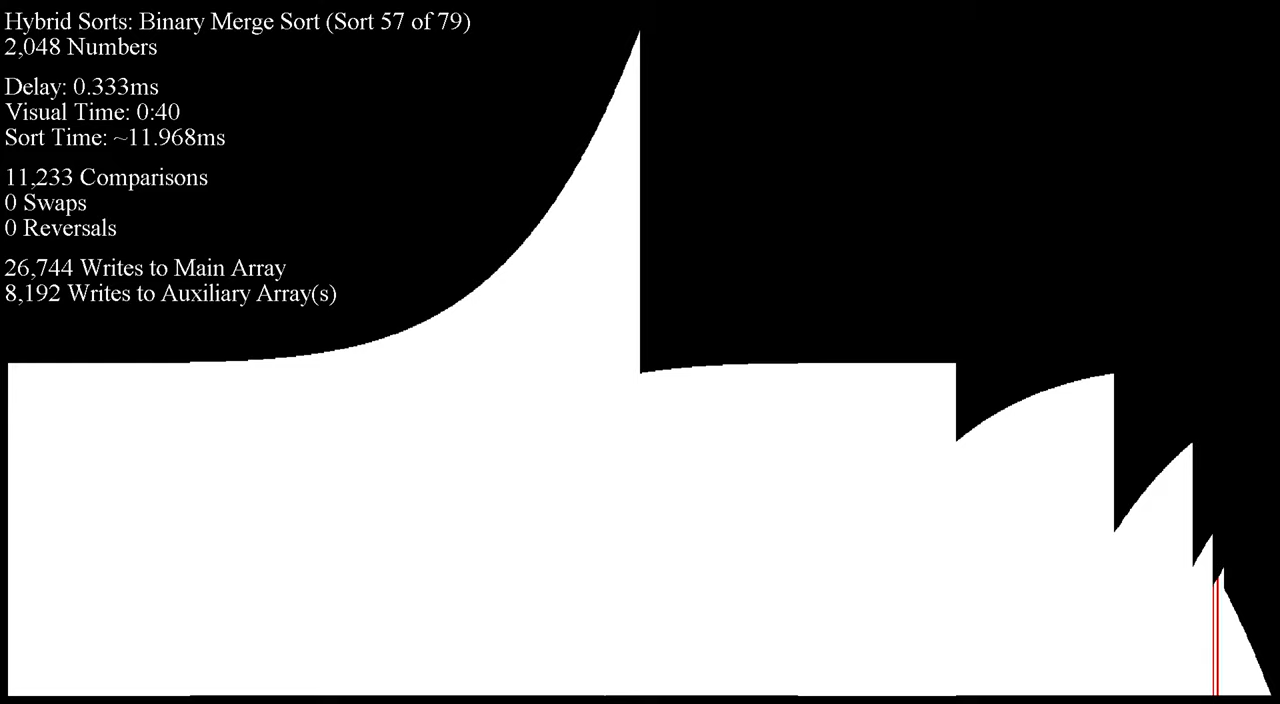 Hybrid Sorts: Binary Merge Sort (Sort 57 of 79)
2,048 Numbers
Delay: 0.333ms
Visual Time: 0:40
Sort Time: ~11.968ms
11,233 Comparisons
0 Swaps
0 Reversals
26,744 Writes to Main Array
8,192 Writes to Auxiliary Array(s)